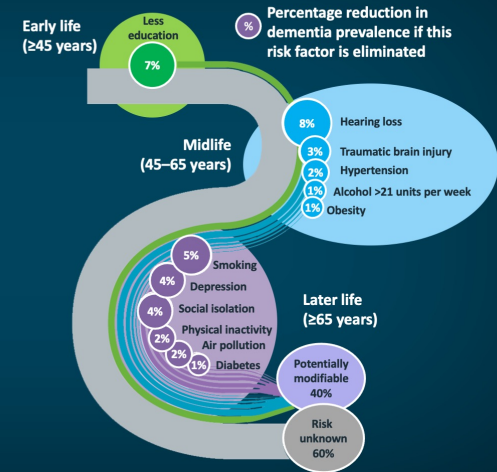 Early life
(≥45 years)
Less
education
7%
%
Percentage reduction in
dementia prevalence if this
risk factor is eliminated
Midlife
(45–65 years)
8%
Hearing loss
3%
Traumatic brain injury
2%
Hypertension
1%
Alcohol >21 units per week
1%
Obesity
5%
Smoking
4%
Depression
4%
Social isolation
2%
Physical inactivity
2%
Air pollution
1%
Diabetes
Later life
(≥65 years)
Potentially
modifiable
40%
Risk
unknown
60%